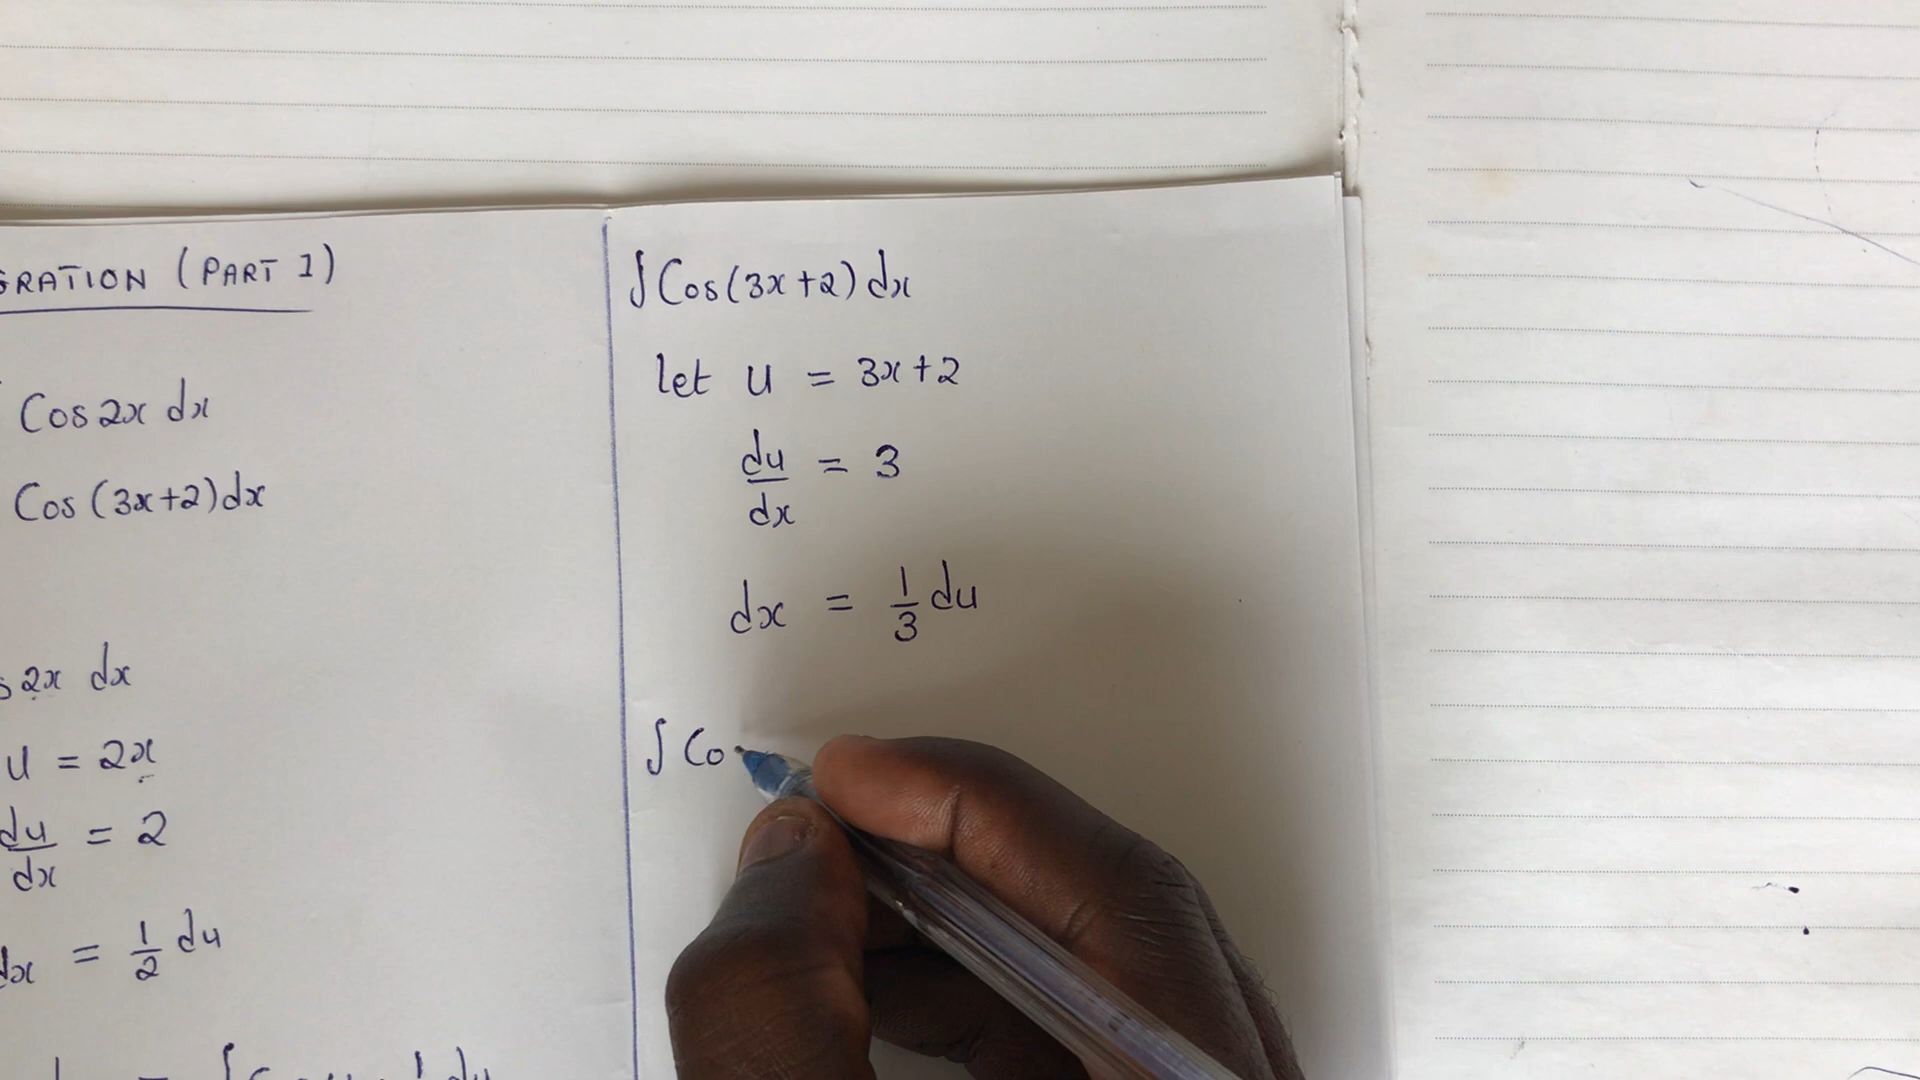 GRATION (PART 1)
Cos 2x dx
Cos (3x+2) dx
s 2x dx
u = 2x
du/dx = 2
dx = 1/2 du
∫ Cos(3x+2) dx
let u = 3x+2
du/dx = 3
dx = 1/3 du
∫ Co